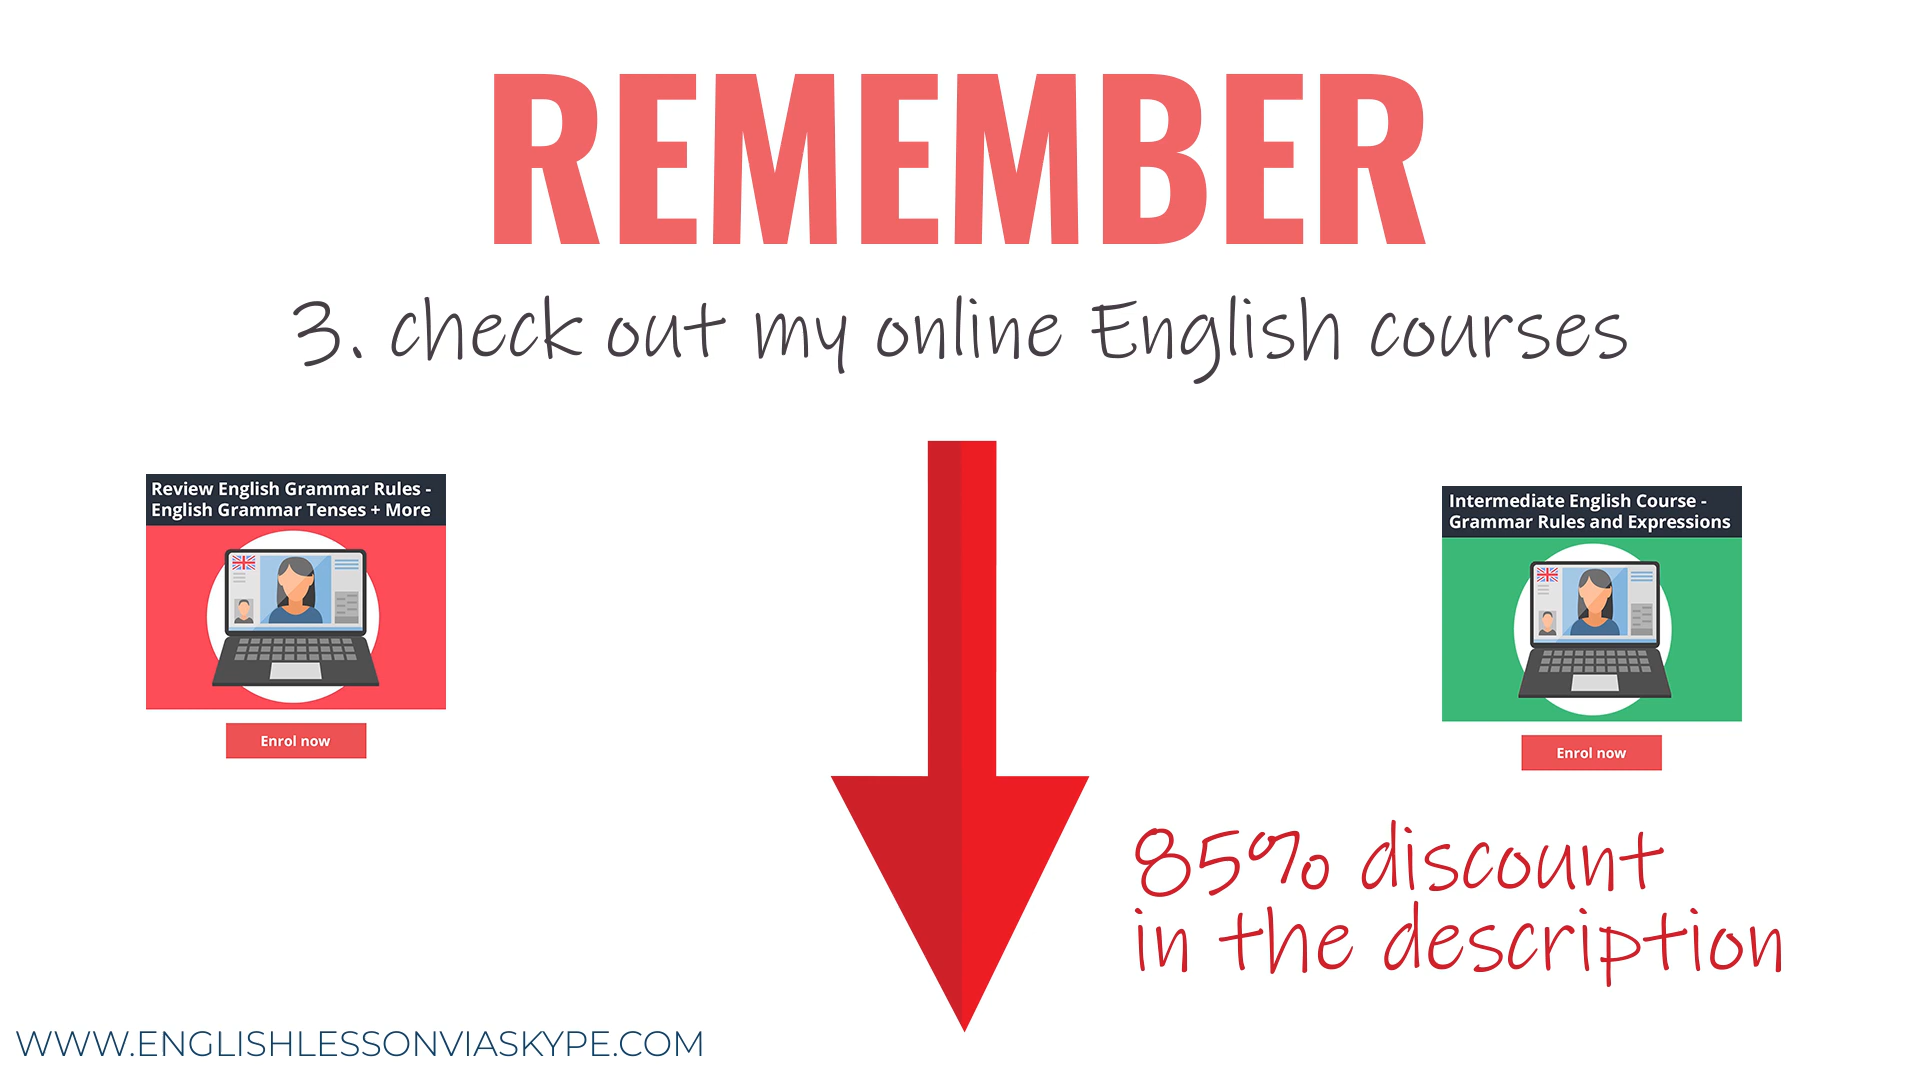 REMEMBER
3. check out my online English courses
Review English Grammar Rules -
English Grammar Tenses + More
Enrol now
Intermediate English Course -
Grammar Rules and Expressions
Enrol now
85% discount
in the description
WWW.ENGLISHLESSONVIASKYPE.COM